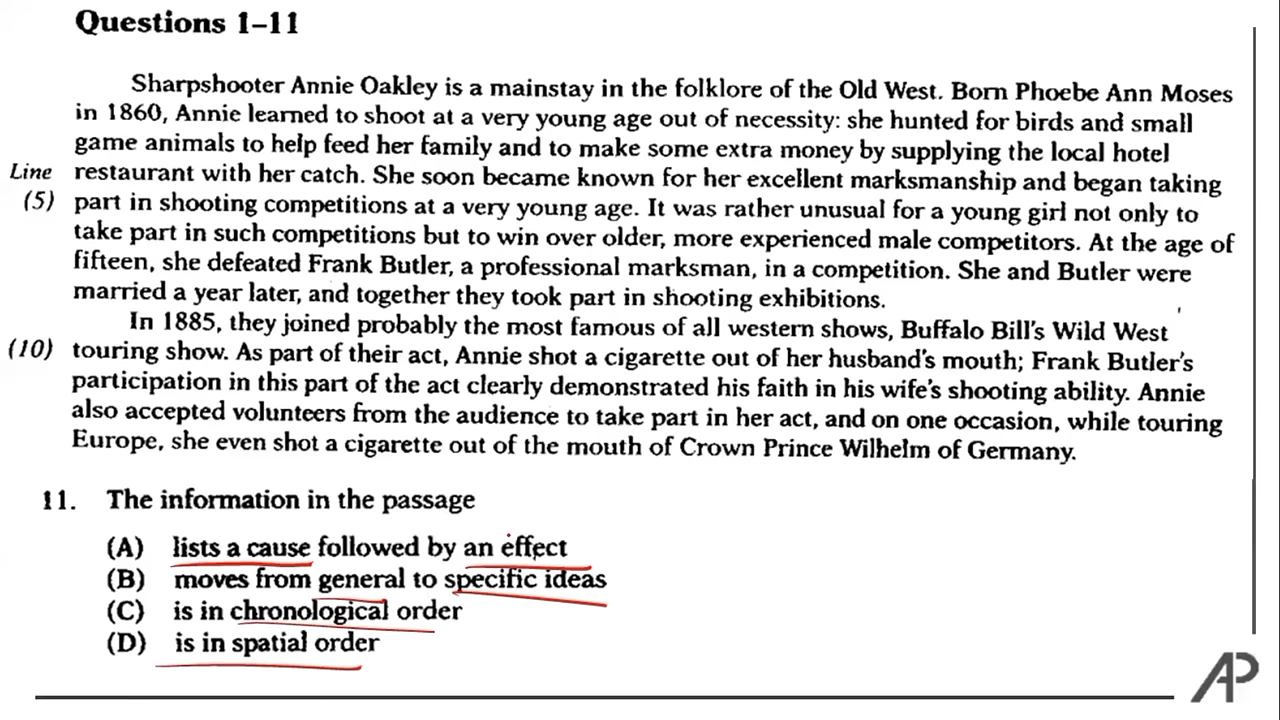 Questions 1–11
Sharpshooter Annie Oakley is a mainstay in the folklore of the Old West. Born Phoebe Ann Moses
in 1860, Annie learned to shoot at a very young age out of necessity: she hunted for birds and small
game animals to help feed her family and to make some extra money by supplying the local hotel
Line restaurant with her catch. She soon became known for her excellent marksmanship and began taking
(5) part in shooting competitions at a very young age. It was rather unusual for a young girl not only to
take part in such competitions but to win over older, more experienced male competitors. At the age of
fifteen, she defeated Frank Butler, a professional marksman, in a competition. She and Butler were
married a year later, and together they took part in shooting exhibitions.
In 1885, they joined probably the most famous of all western shows, Buffalo Bill's Wild West
(10) touring show. As part of their act, Annie shot a cigarette out of her husband's mouth; Frank Butler's
participation in this part of the act clearly demonstrated his faith in his wife's shooting ability. Annie
also accepted volunteers from the audience to take part in her act, and on one occasion, while touring
Europe, she even shot a cigarette out of the mouth of Crown Prince Wilhelm of Germany.
11. The information in the passage
(A) lists a cause followed by an effect
(B) moves from general to specific ideas
(C) is in chronological order
(D) is in spatial order
AP